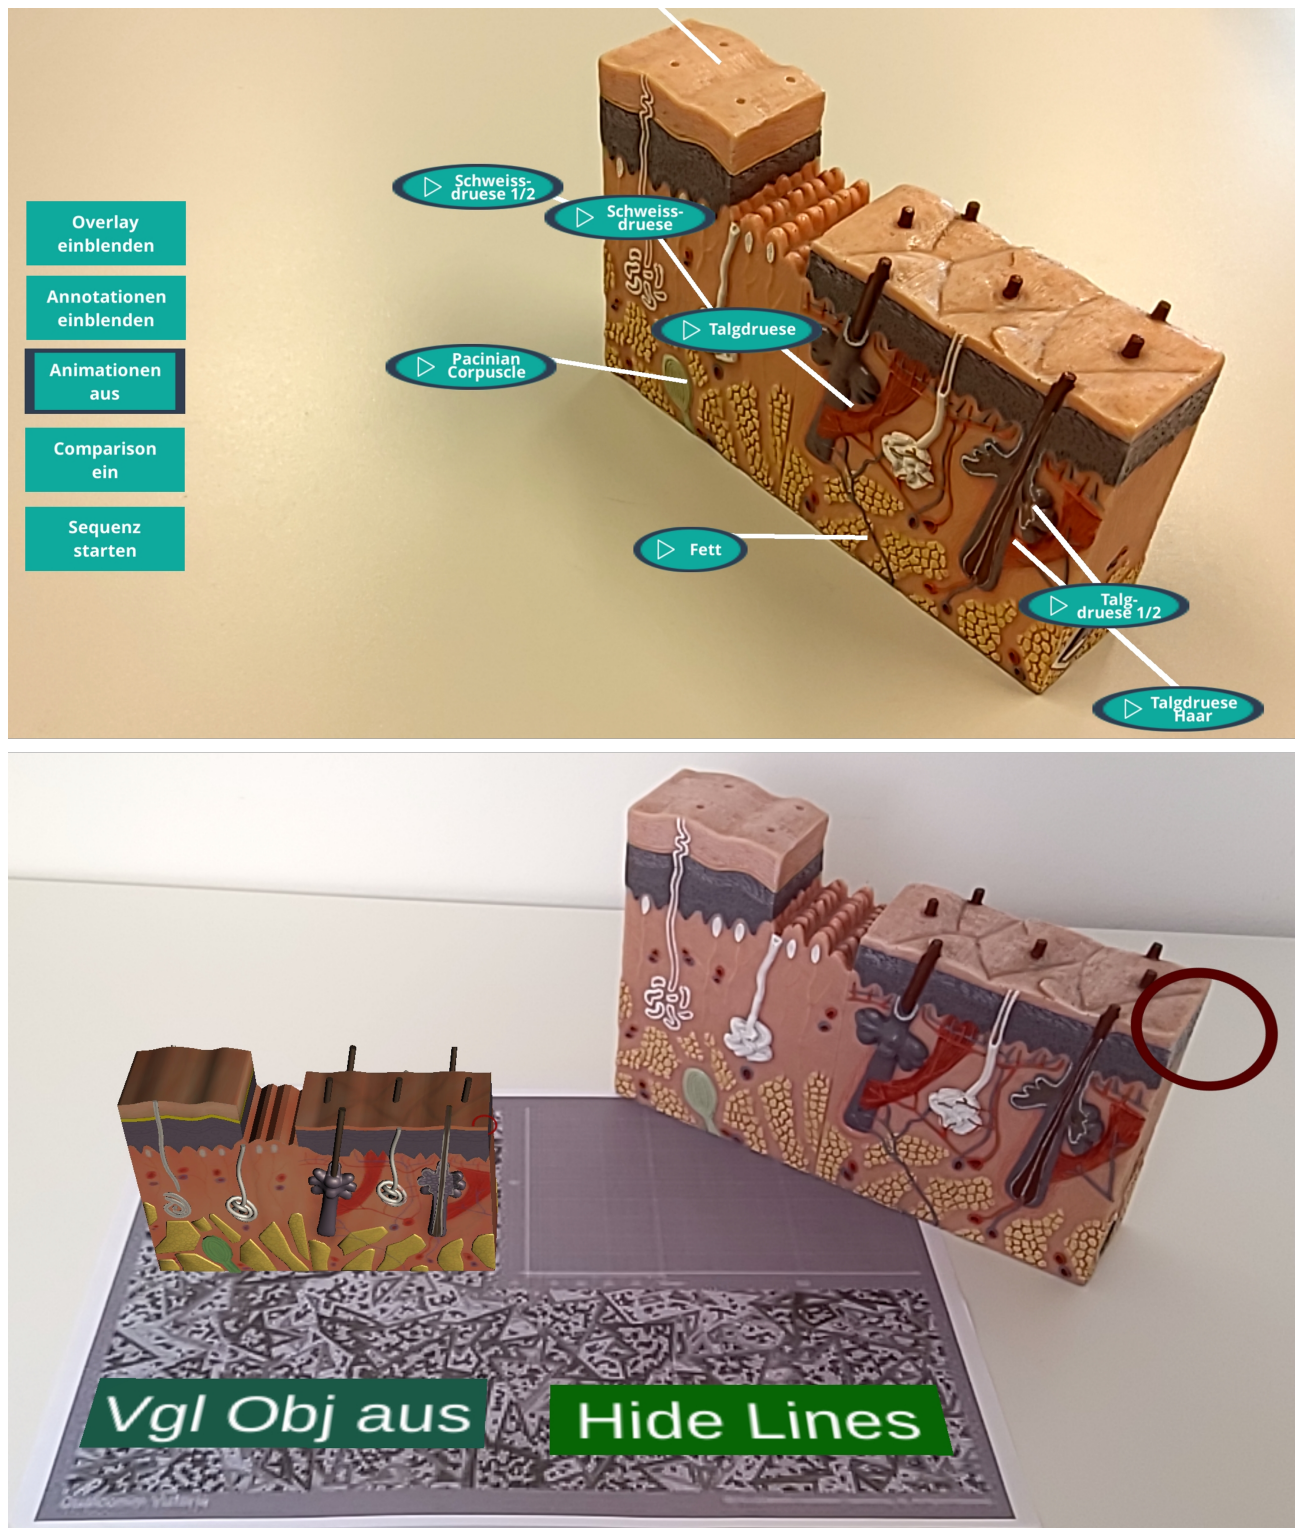 Schweiss-
druese 1/2
Schweiss-
druese
Overlay
einblenden
Annotationen
einblenden
Talgdruese
Pacinian
Corpuscle
Animationen
aus
Comparison
ein
Sequenz
starten
Fett
Talg-
druese 1/2
Talgdruese
Haar
Vgl Obj aus
Hide Lines